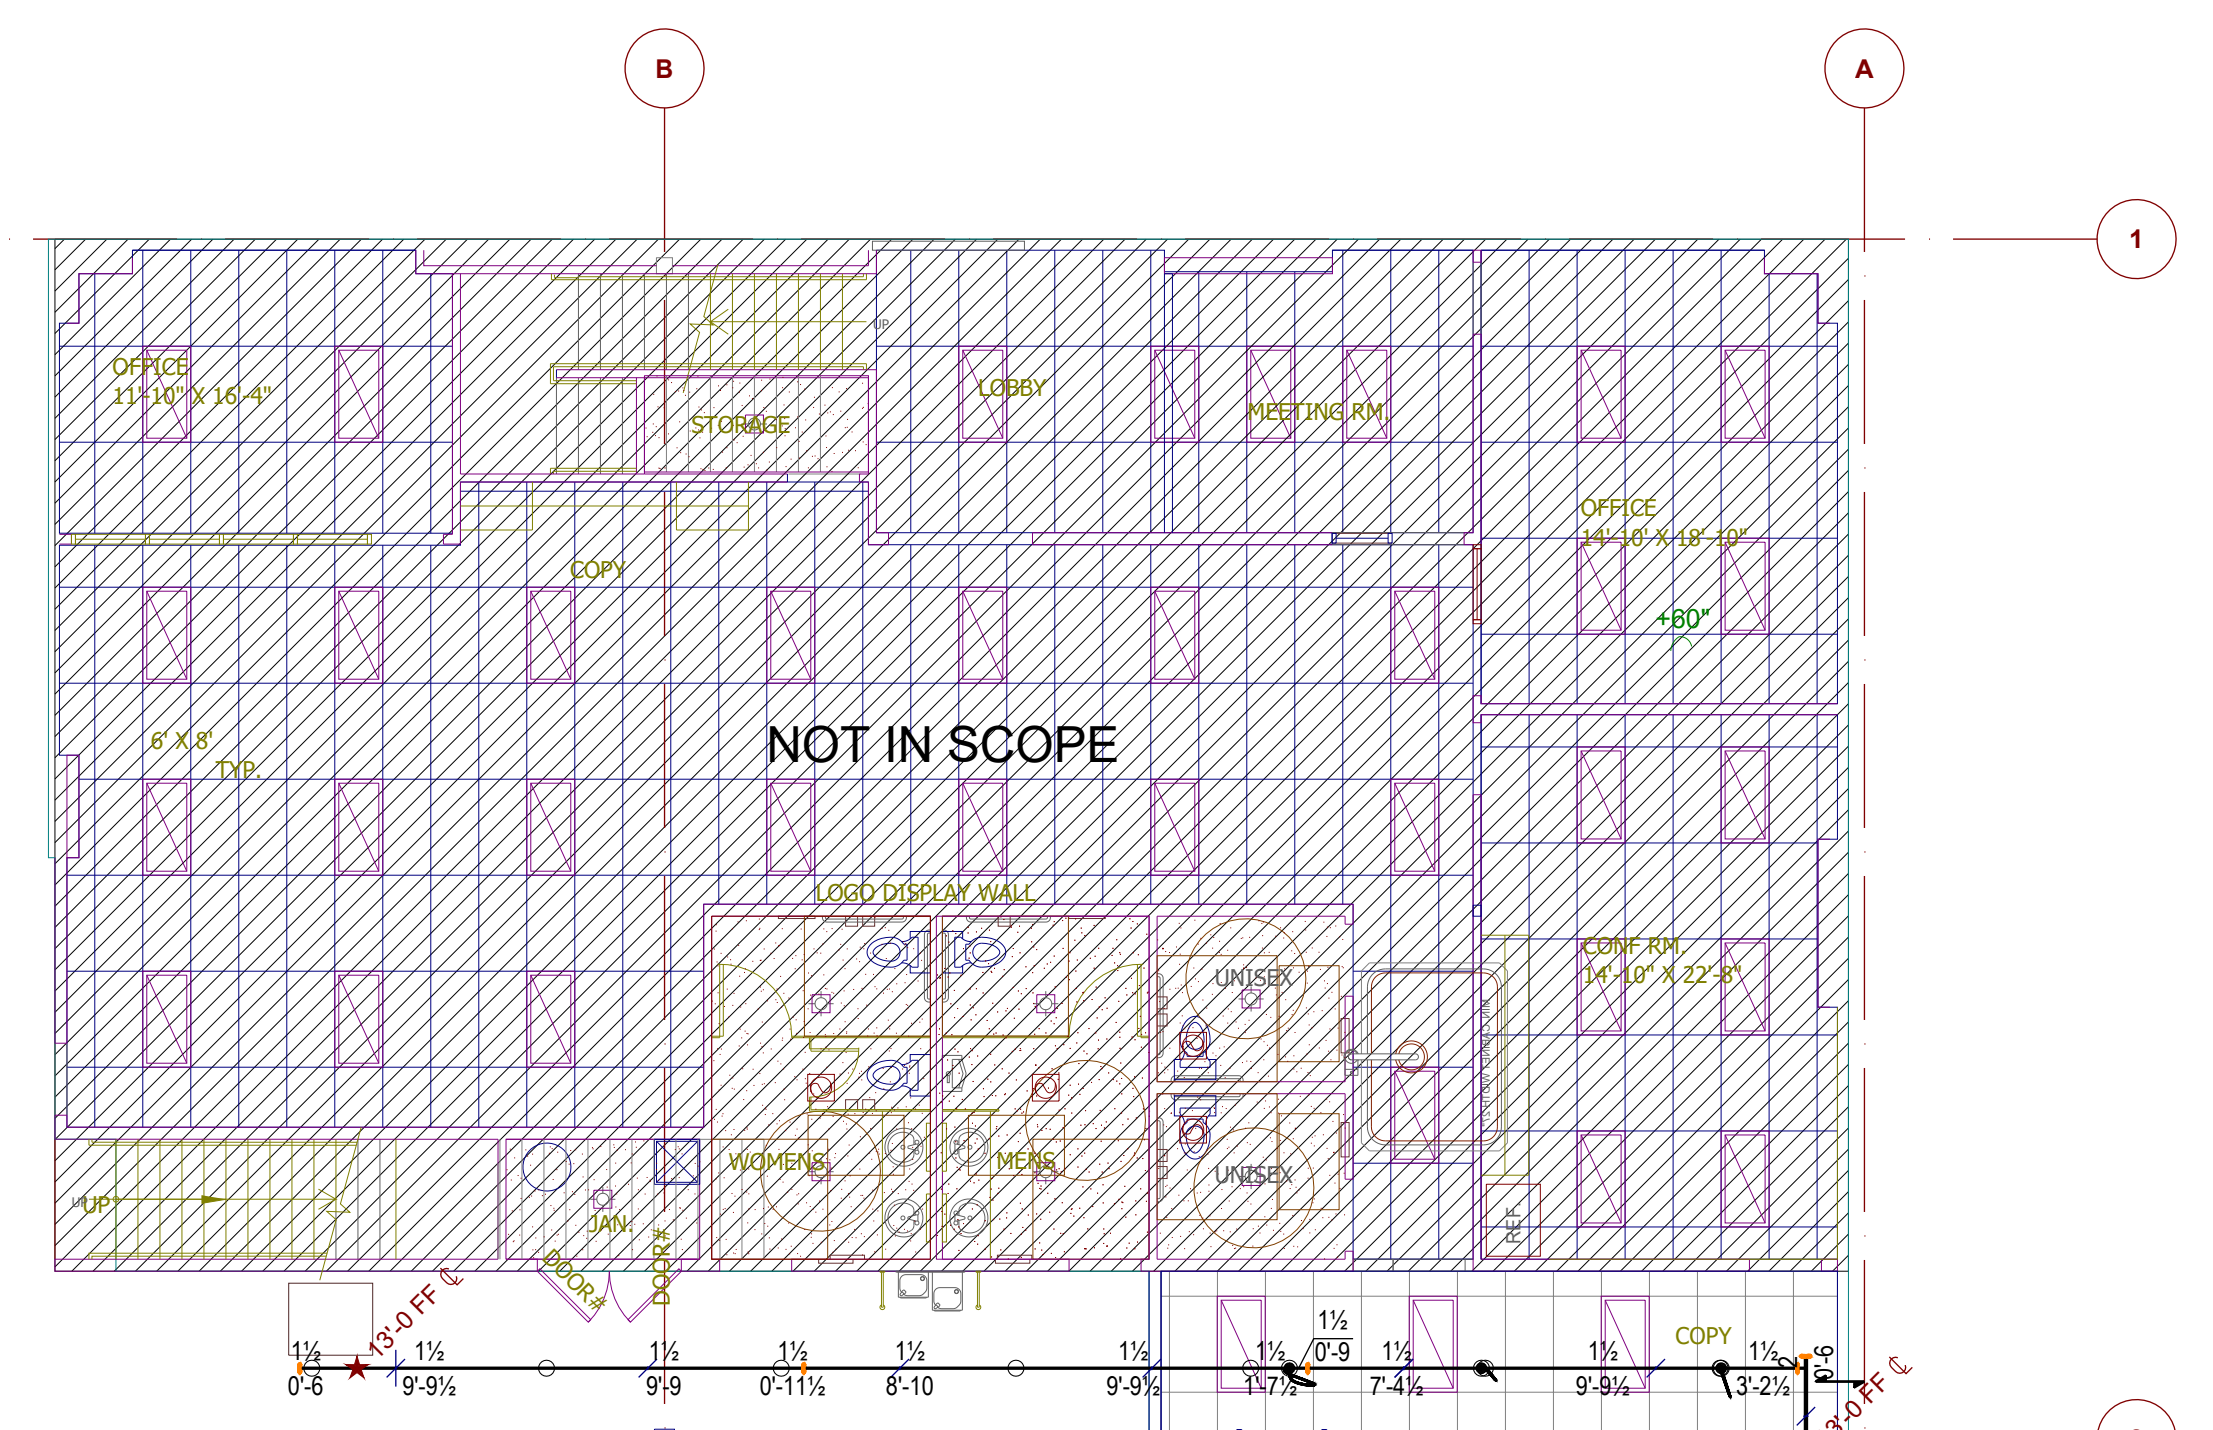 B
A
1
UP
OFFICE
11'-10" X 16'-4"
LOBBY
MEETING RM.
STORAGE
OFFICE
14'-10' X 18'-10"
COPY
+60"
NOT IN SCOPE
6' X 8'
TYP.
LOGO DISPLAY WALL
CONF RM.
14'-10" X 22'-8"
UNISEX
WOMENS
MENS
UNISEX
UP
UP
JAN.
REF.
DOOR#
DOOR#
13'-0 FF ℄
COPY
1½
1½
1½
1½
1½
1½
1½
1½
0'-9
1½
1½
1½
2
0'-6
0'-6
9'-9½
9'-9
0'-11½
8'-10
9'-9½
1'-7½
7'-4½
9'-9½
3'-2½
3'-0 FF ℄